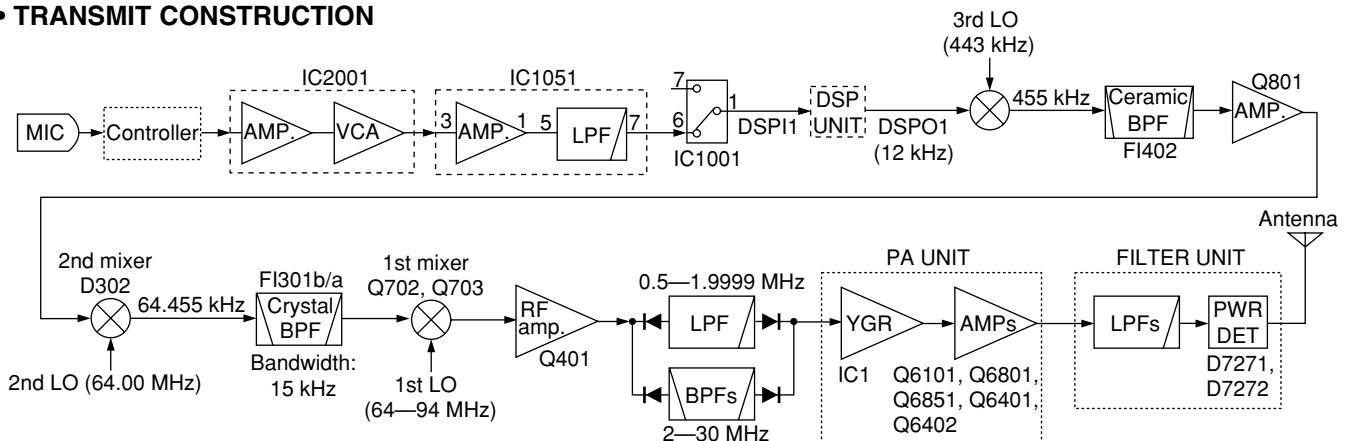 • TRANSMIT CONSTRUCTION
3rd LO
(443 kHz)
IC2001
IC1051
7
Q801
MIC
Controller
AMP.
VCA
3
AMP.
1
5
LPF
7
6
1
IC1001
DSPI1
DSP
UNIT
DSPO1
(12 kHz)
455 kHz
Ceramic
BPF
FI402
AMP.
Antenna
2nd mixer
D302
64.455 kHz
2nd LO (64.00 MHz)
FI301b/a
Crystal
BPF
Bandwidth:
15 kHz
1st mixer
Q702, Q703
1st LO
(64—94 MHz)
RF
amp.
Q401
0.5—1.9999 MHz
LPF
BPFs
2—30 MHz
PA UNIT
YGR
IC1
AMPs
Q6101, Q6801,
Q6851, Q6401,
Q6402
FILTER UNIT
LPFs
PWR
DET
D7271,
D7272